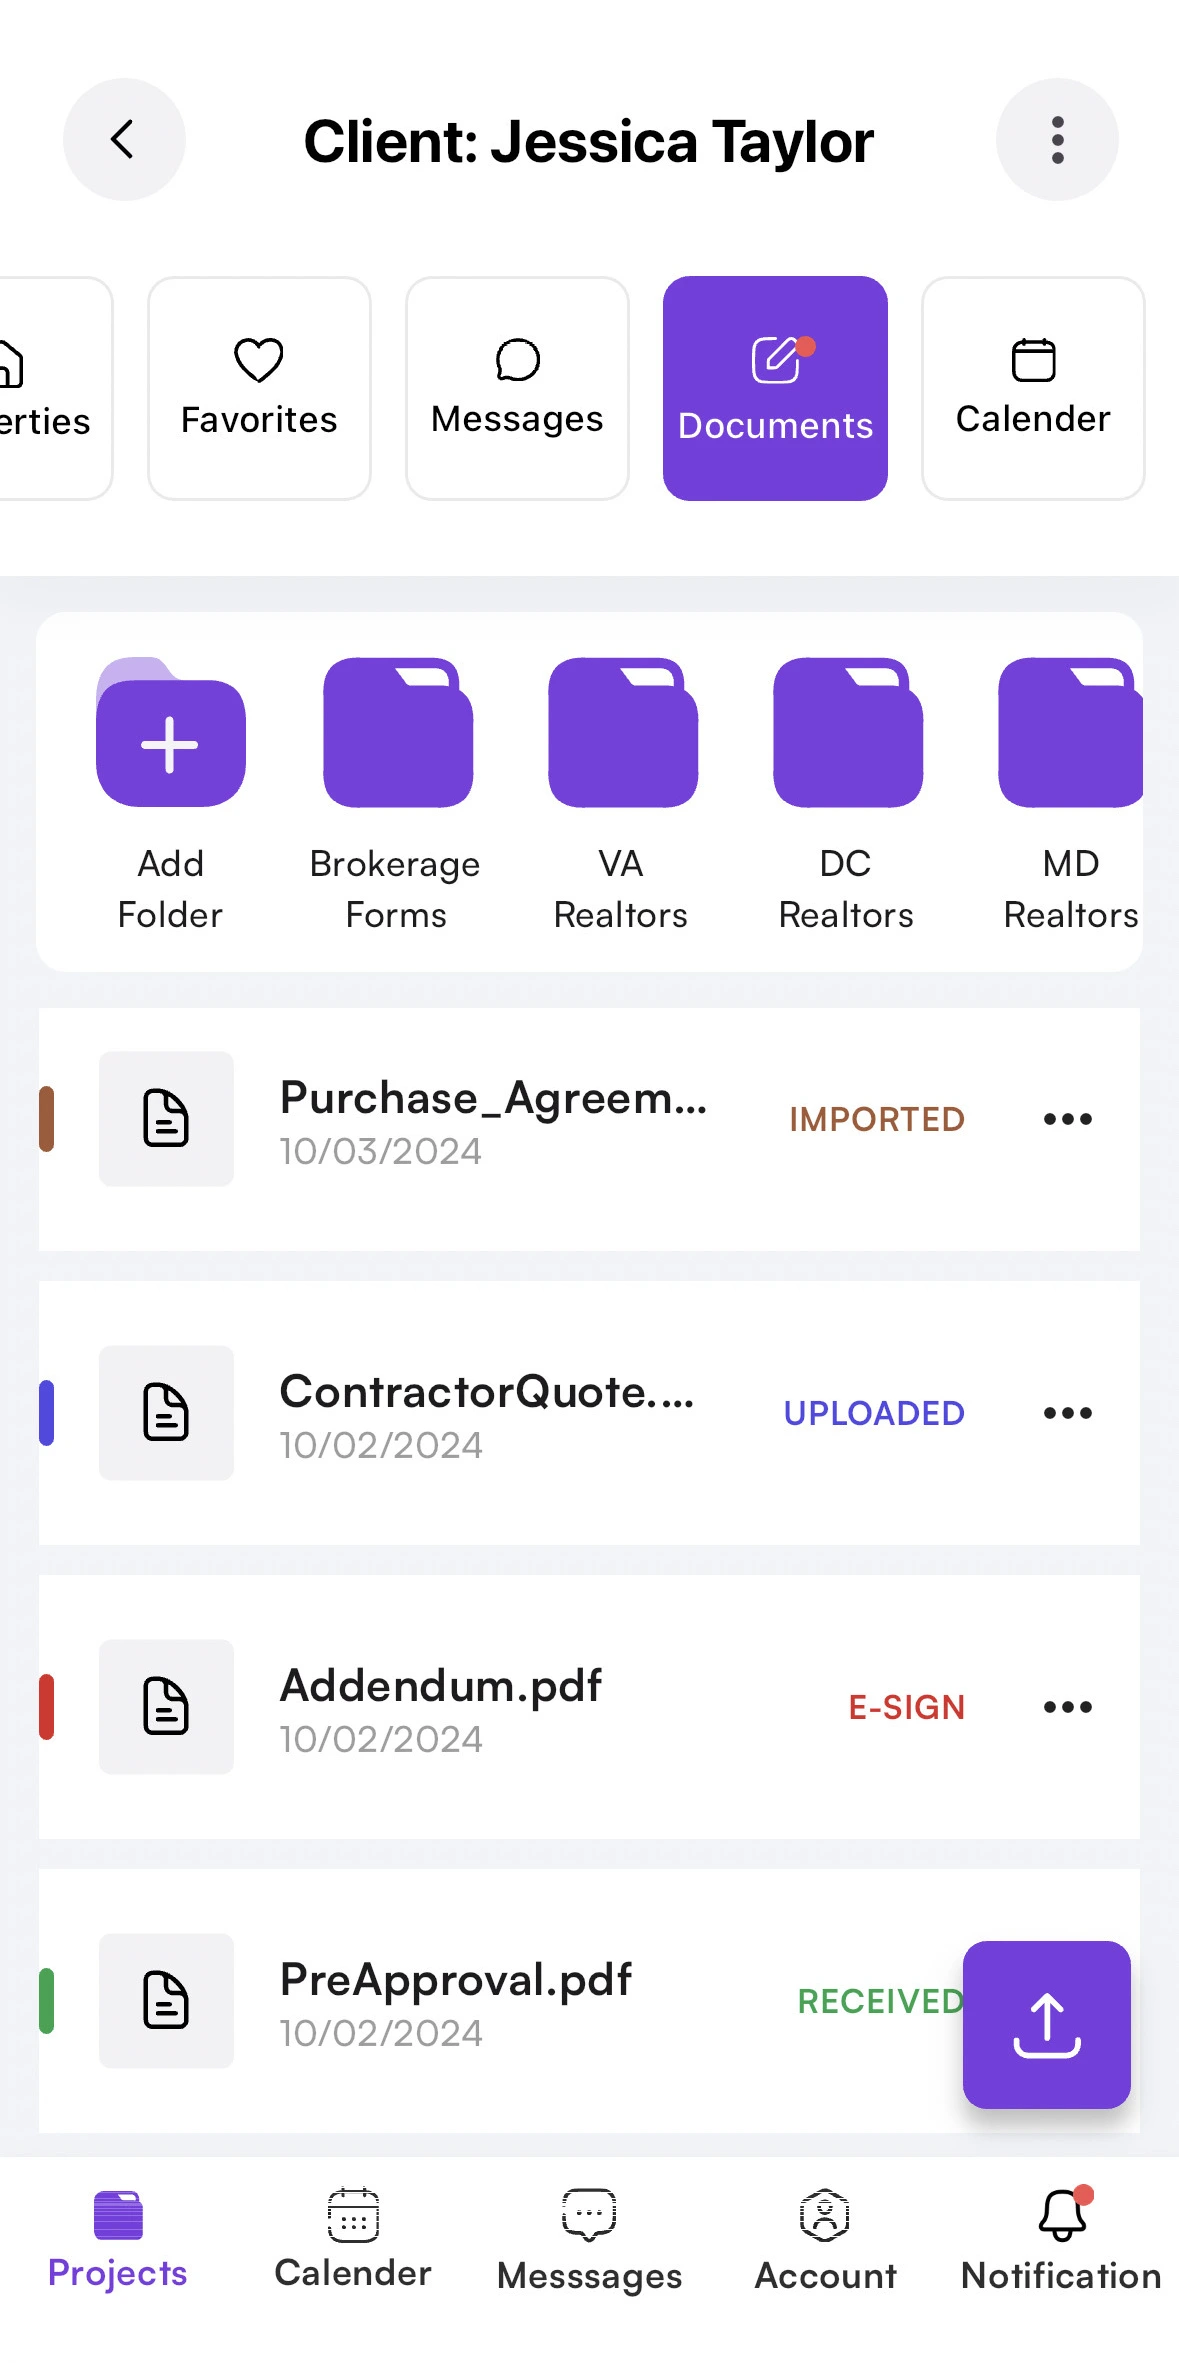 Client: Jessica Taylor
erties
Favorites
Messages
Documents
Calender
Add
Folder
Brokerage
Forms
VA
Realtors
DC
Realtors
MD
Realtors
Purchase_Agreem...
10/03/2024
IMPORTED
ContractorQuote....
10/02/2024
UPLOADED
Addendum.pdf
10/02/2024
E-SIGN
PreApproval.pdf
10/02/2024
RECEIVED
Projects
Calender
Messsages
Account
Notification